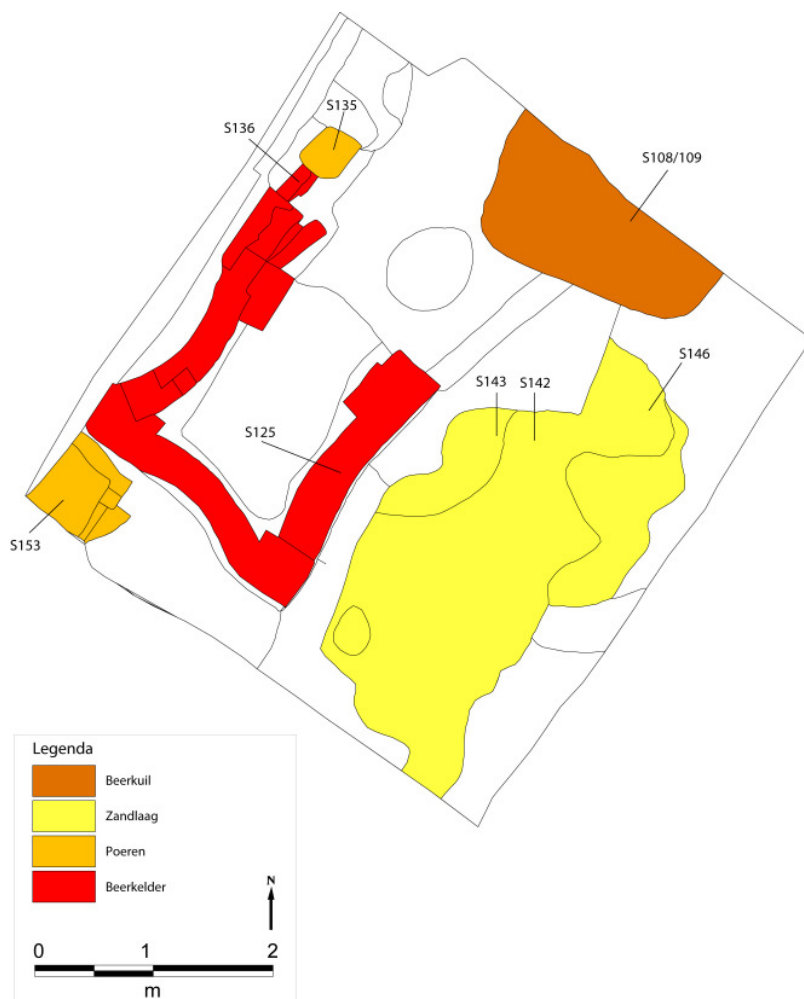 S135
S136
S108/109
S146
S143
S142
S125
S153
Legenda
Beerkuil
Zandlaag
Poeren
Beerkelder
N
0 1 2
m